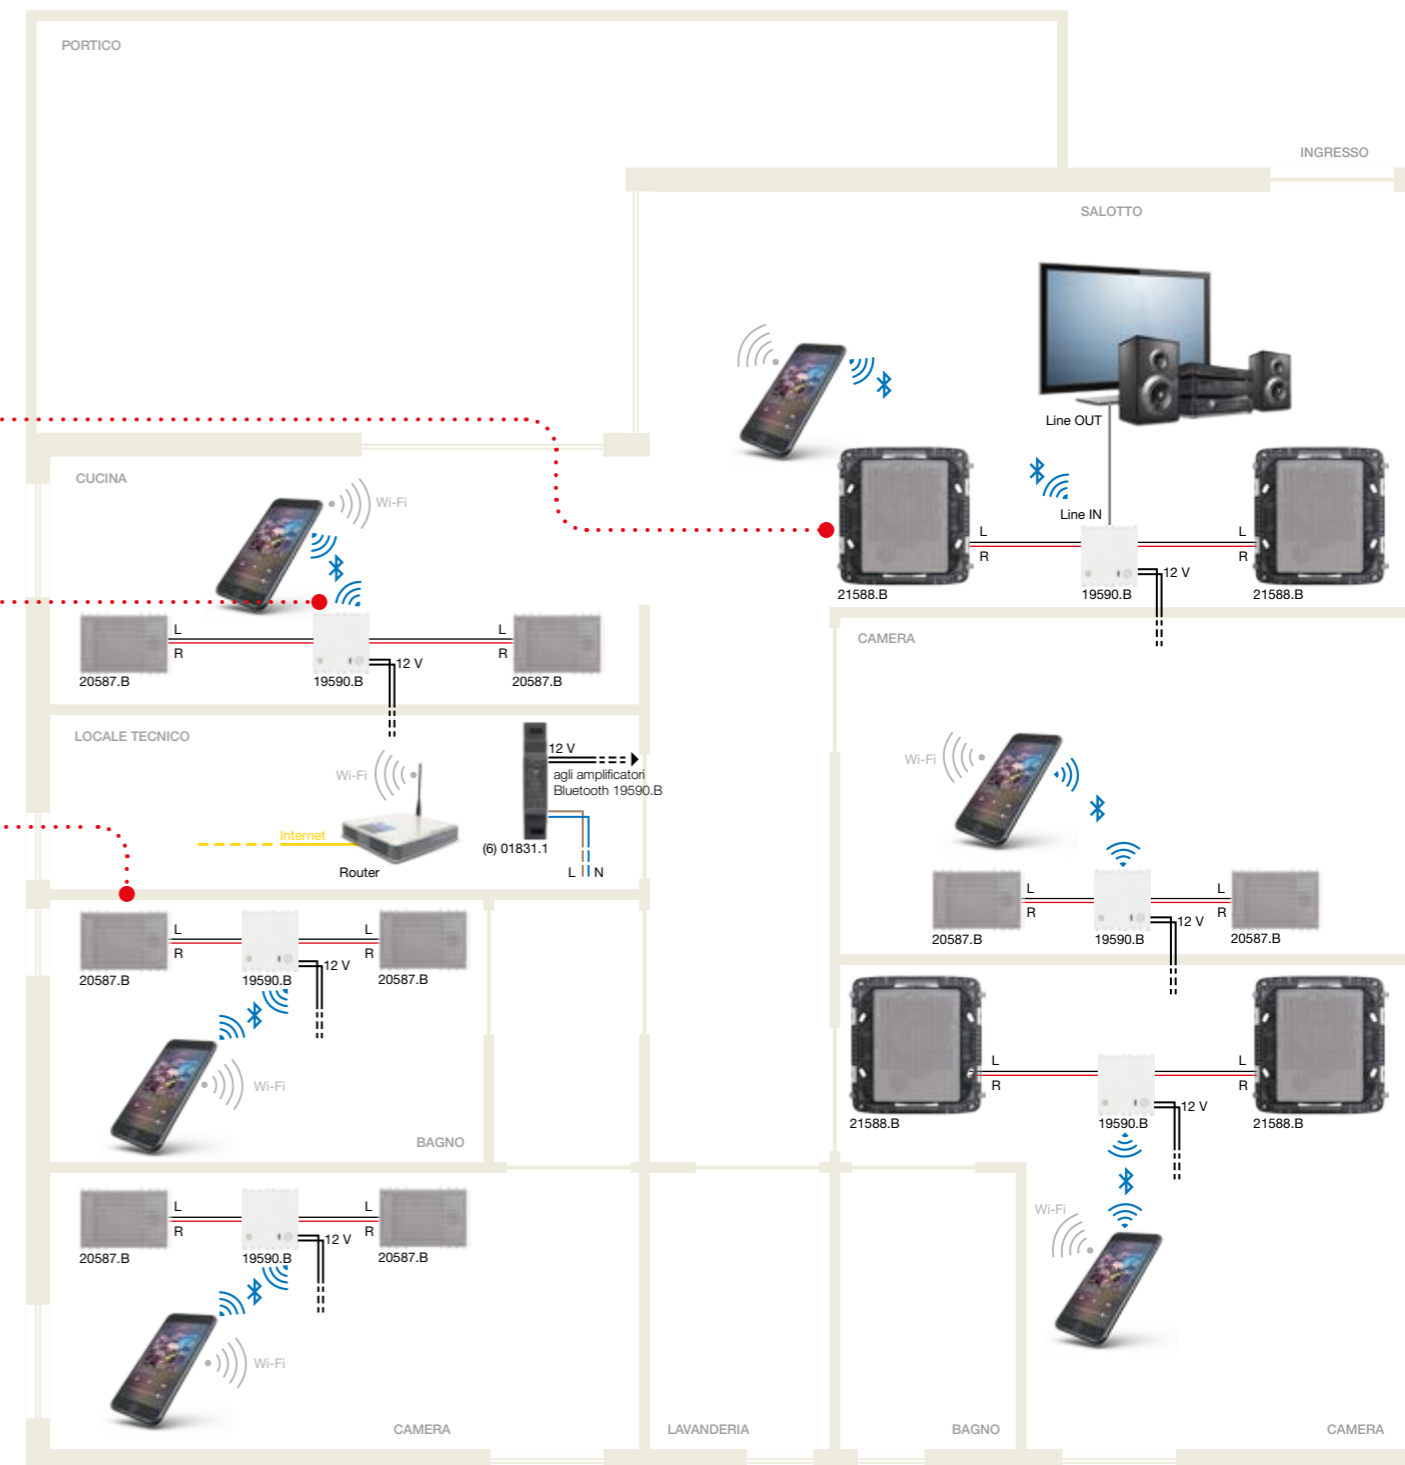 PORTICO
INGRESSO
SALOTTO
Line OUT
Line IN
L
R
L
R
12 V
21588.B
19590.B
21588.B
CUCINA
Wi-Fi
L
R
L
R
12 V
20587.B
19590.B
20587.B
CAMERA
Wi-Fi
L
R
L
R
12 V
20587.B
19590.B
20587.B
LOCALE TECNICO
Wi-Fi
12 V
agli amplificatori
Bluetooth 19590.B
Internet
Router
(6) 01831.1
L
N
L
R
L
R
12 V
20587.B
19590.B
20587.B
Wi-Fi
BAGNO
L
R
L
R
12 V
21588.B
19590.B
21588.B
Wi-Fi
L
R
L
R
12 V
20587.B
19590.B
20587.B
Wi-Fi
CAMERA
LAVANDERIA
BAGNO
CAMERA